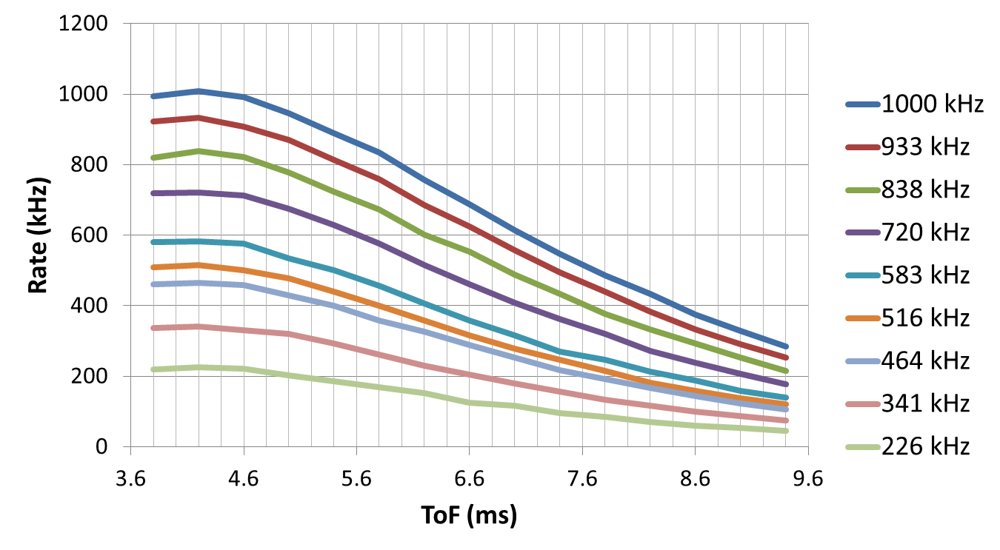 1200
1000
800
600
400
200
0
Rate (kHz)
3.6 4.6 5.6 6.6 7.6 8.6 9.6
ToF (ms)
1000 kHz
933 kHz
838 kHz
720 kHz
583 kHz
516 kHz
464 kHz
341 kHz
226 kHz